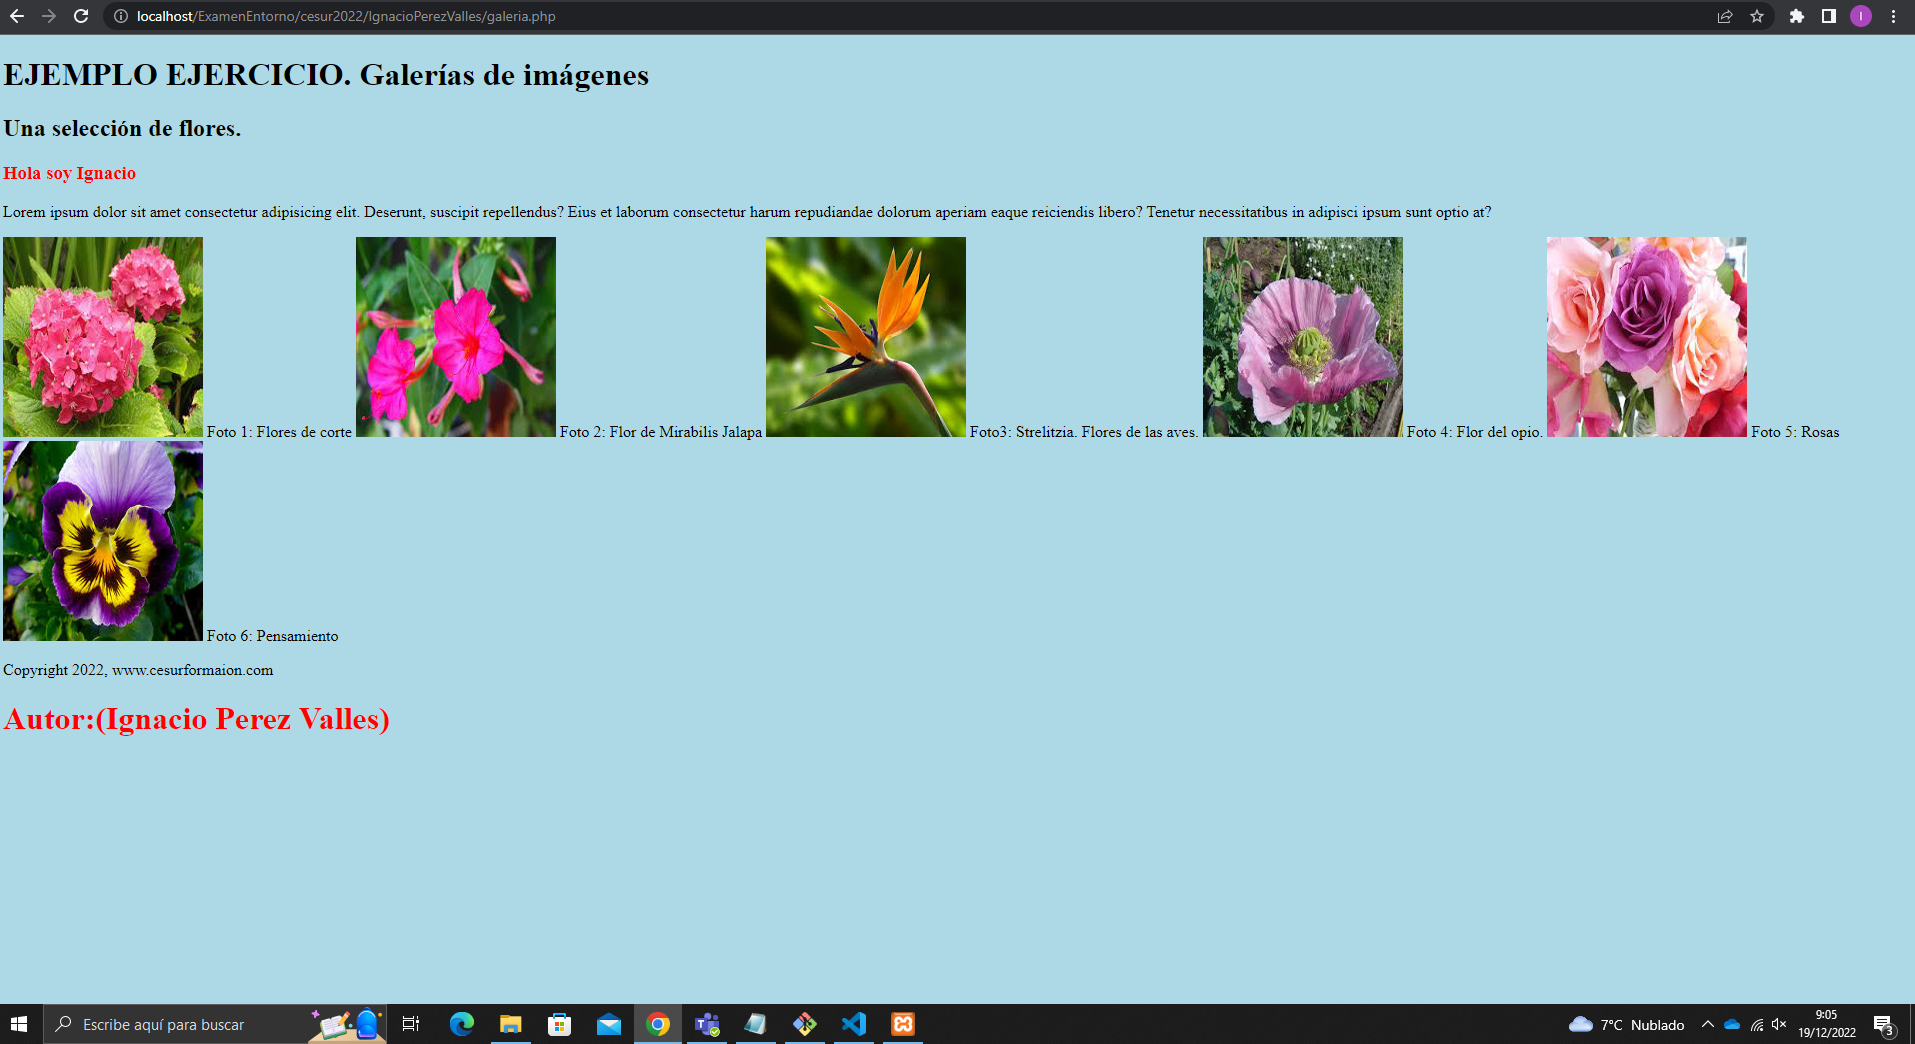 localhost/ExamenEntorno/cesur2022/IgnacioPerezValles/galeria.php
I
EJEMPLO EJERCICIO. Galerías de imágenes
Una selección de flores.
Hola soy Ignacio
Lorem ipsum dolor sit amet consectetur adipisicing elit. Deserunt, suscipit repellendus? Eius et laborum consectetur harum repudiandae dolorum aperiam eaque reiciendis libero? Tenetur necessitatibus in adipisci ipsum sunt optio at?
Foto 1: Flores de corte Foto 2: Flor de Mirabilis Jalapa Foto3: Strelitzia. Flores de las aves. Foto 4: Flor del opio. Foto 5: Rosas
Foto 6: Pensamiento
Copyright 2022, www.cesurformaion.com
Autor:(Ignacio Perez Valles)
Escribe aquí para buscar
7°C Nublado
9:05
19/12/2022
3